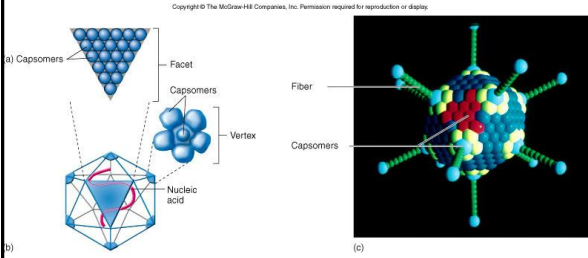 Copyright © The McGraw-Hill Companies, Inc. Permission required for reproduction or display.
(a) Capsomers
Facet
Capsomers
Vertex
Nucleic
acid
(b)
Fiber
Capsomers
(c)